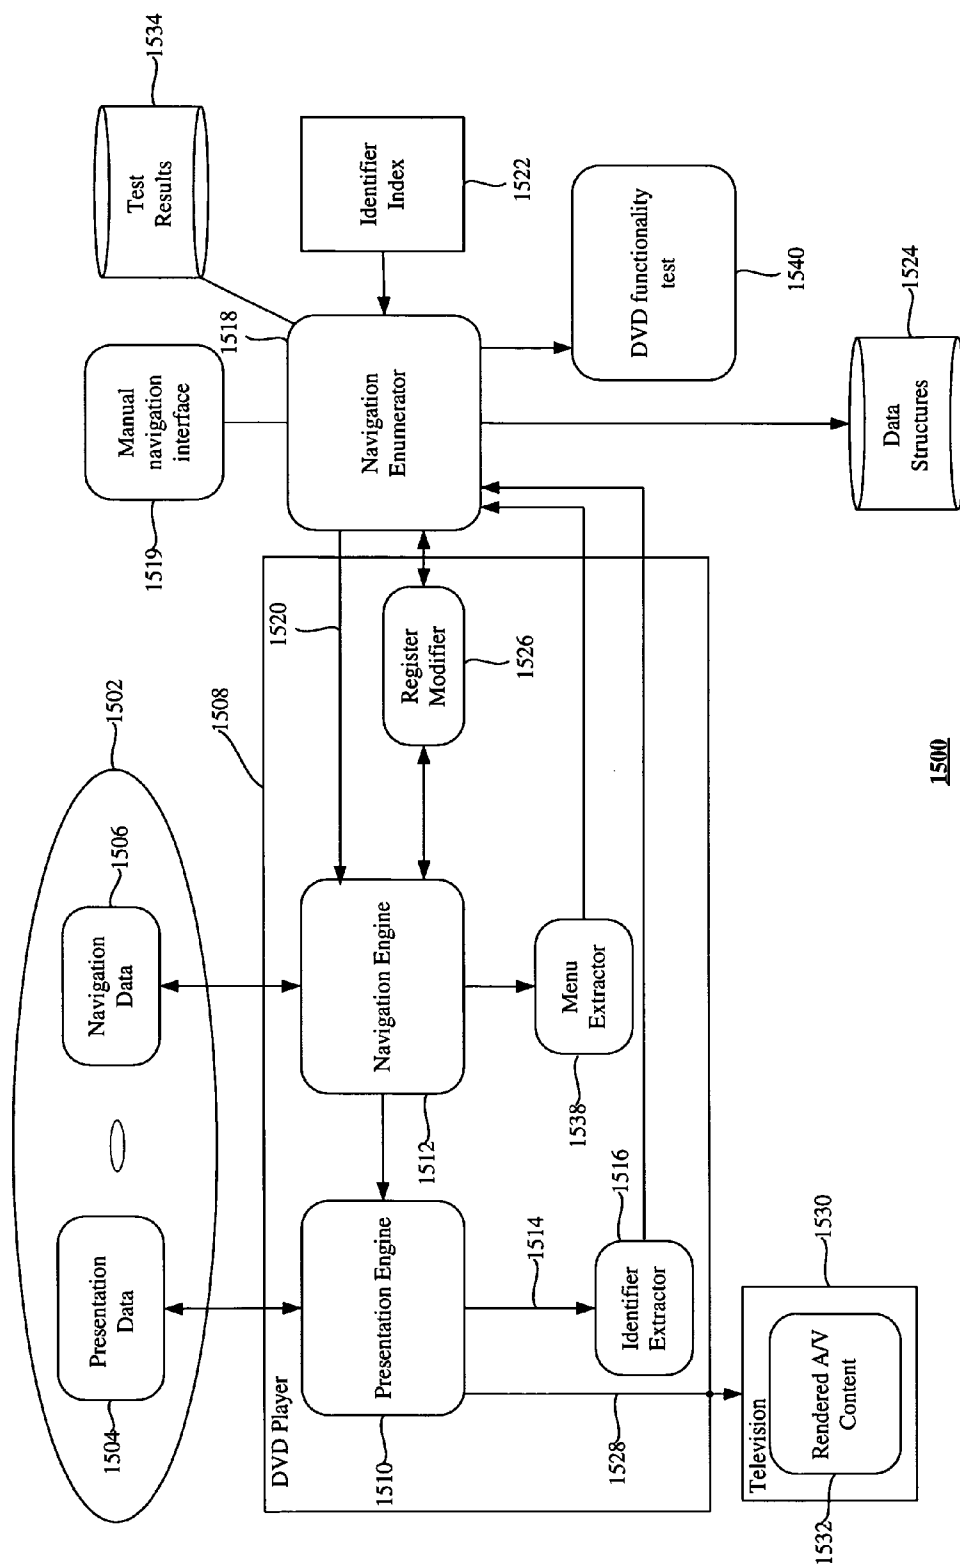 1502
Presentation
Data
1504
Navigation
Data
1506
1508
DVD Player
Presentation Engine
1510
Navigation Engine
1512
1514
Identifier
Extractor
1516
Menu
Extractor
1538
1520
Register
Modifier
1526
1528
Television
1530
Rendered A/V
Content
1532
Manual
navigation
interface
1519
Navigation
Enumerator
1518
Test
Results
1534
Identifier
Index
1522
DVD functionality
test
1540
Data
Structures
1524
1500